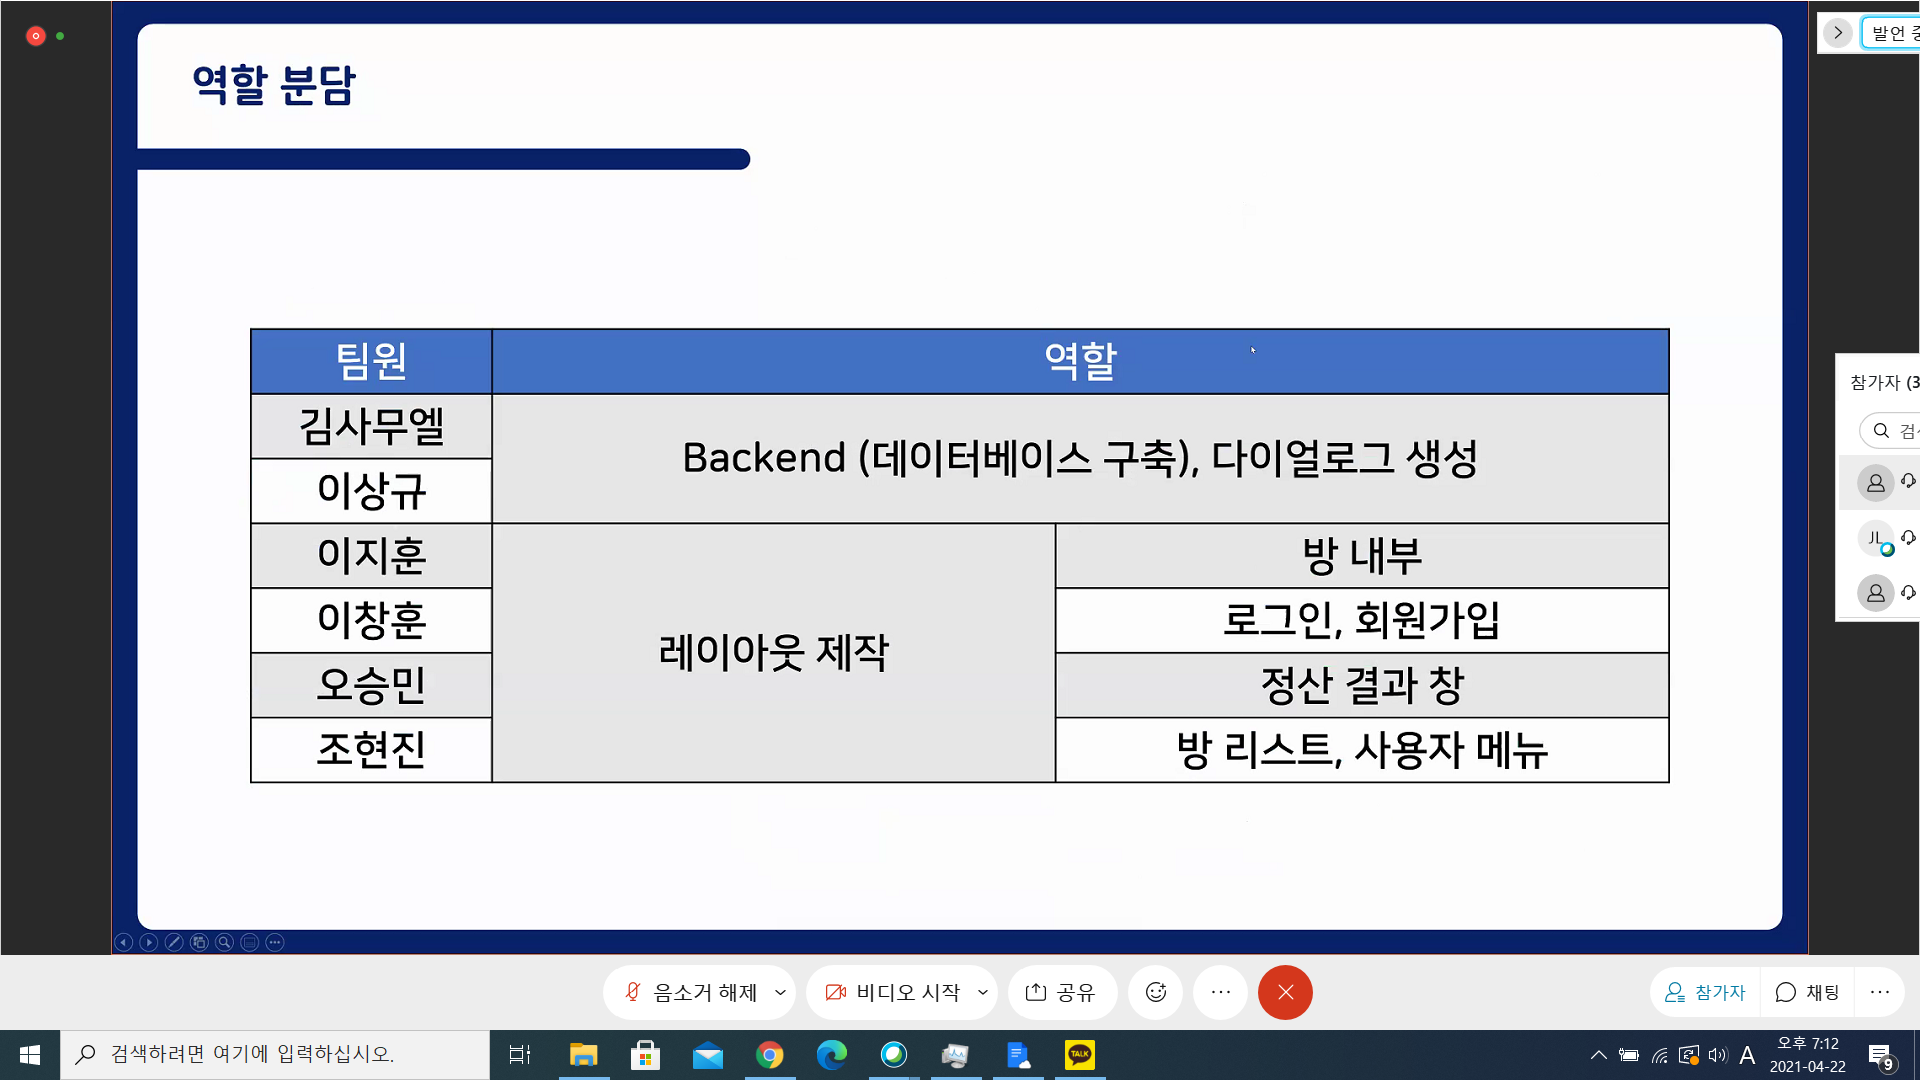 발언 중
역할 분담
팀원
역할
김사무엘
Backend (데이터베이스 구축), 다이얼로그 생성
이상규
이지훈
레이아웃 제작
방 내부
이창훈
로그인, 회원가입
오승민
정산 결과 창
조현진
방 리스트, 사용자 메뉴
참가자 (3
검색
JL
음소거 해제
비디오 시작
공유
참가자
채팅
검색하려면 여기에 입력하십시오.
TALK
A
오후 7:12
2021-04-22
9